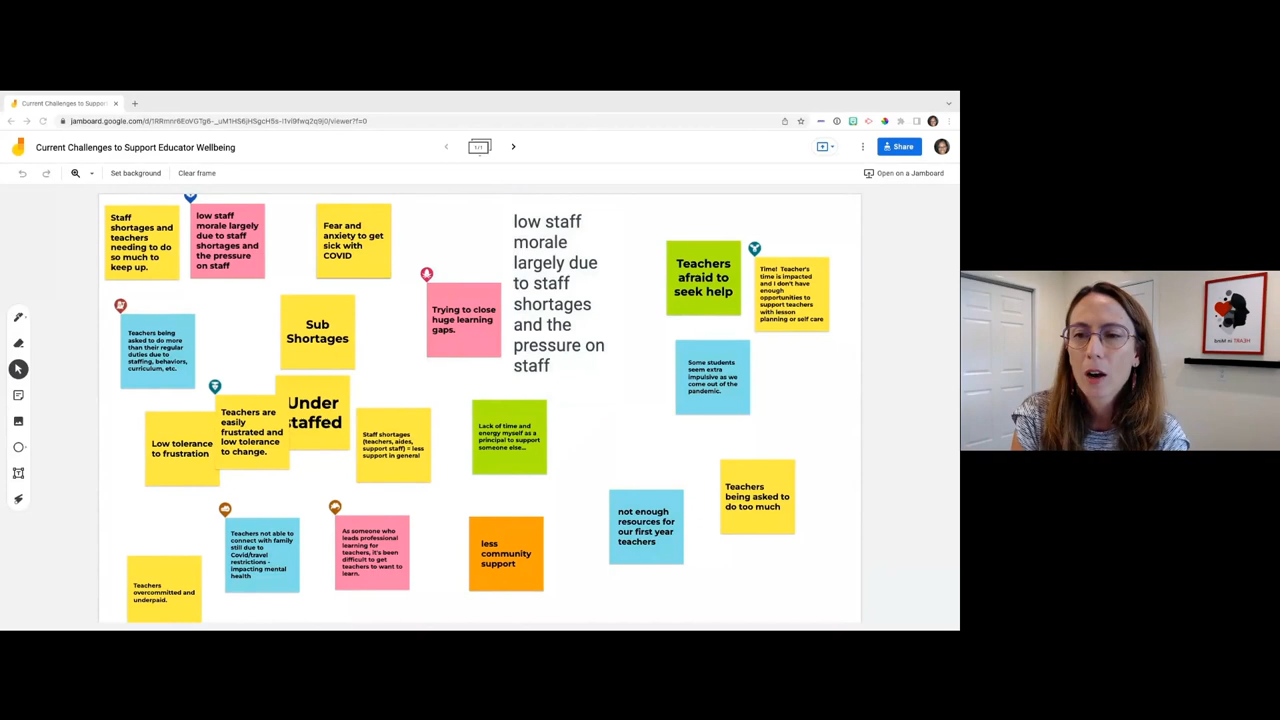 Current Challenges to Suppor
jamboard.google.com/d/1RRmnr6EoVGTg6-_uM1HS6jHSgcH5s-l1vl9fwq2q9j0/viewer?f=0
Current Challenges to Support Educator Wellbeing
1/1
Share
Set background
Clear frame
Open on a Jamboard
Staff
shortages and
teachers
needing to do
so much to
keep up.
low staff
morale largely
due to staff
shortages and
the pressure
on staff
Fear and
anxiety to get
sick with
COVID
low staff
morale
largely due
to staff
shortages
and the
pressure on
staff
Teachers
afraid to
seek help
Time! Teacher's
time is impacted
and I don't have
enough
opportunities to
support teachers
with lesson
planning or self care
Trying to close
huge learning
gaps.
Sub
Shortages
Teachers being
asked to do more
than their regular
duties due to
staffing, behaviors,
curriculum, etc.
Some students
seem extra
impulsive as we
come out of the
pandemic.
Under
staffed
Teachers are
easily
frustrated and
low tolerance
to change.
Low tolerance
to frustration
Staff shortages
(teachers, aides,
support staff) = less
support in general
Lack of time and
energy myself as a
principal to support
someone else...
Teachers
being asked to
do too much
not enough
resources for
our first year
teachers
Teachers not able to
connect with family
still due to
Covid/travel
restrictions -
impacting mental
health
As someone who
leads professional
learning for
teachers, it's been
difficult to get
teachers to want to
learn.
less
community
support
Teachers
overcommitted and
underpaid.
HEART IN MIND